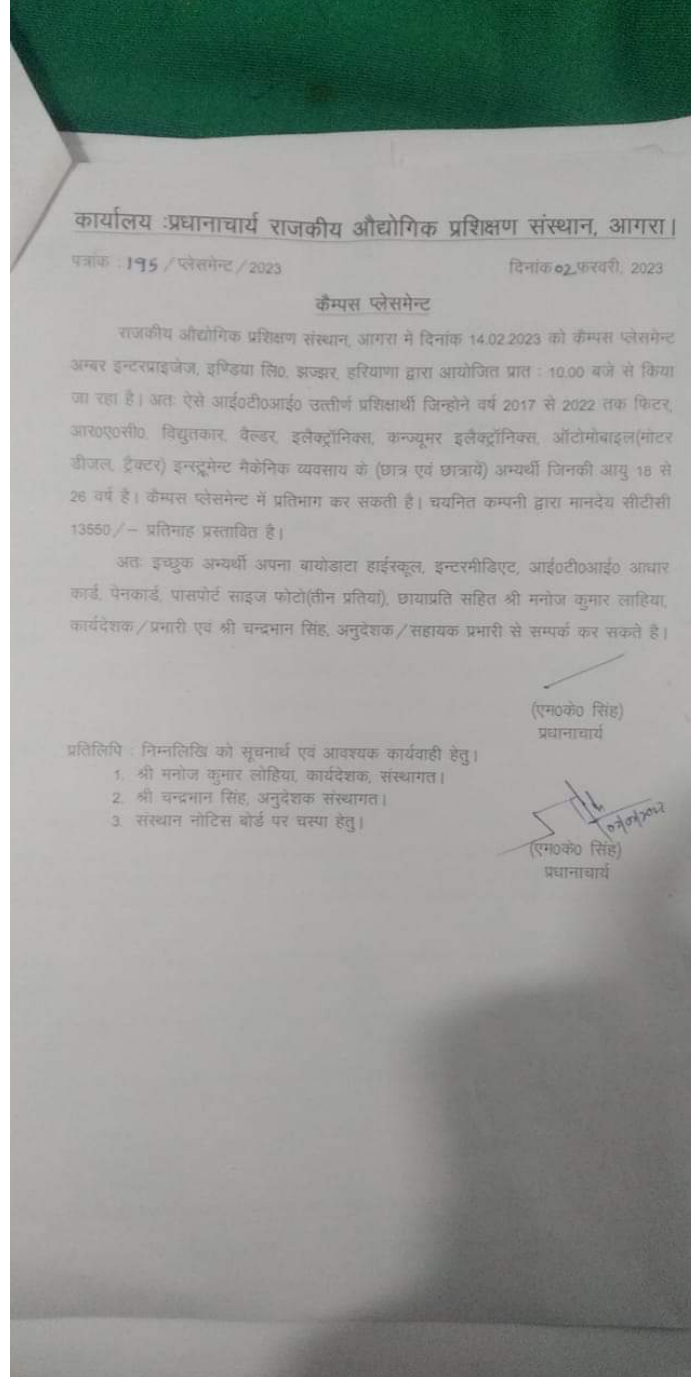 कार्यालय :प्रधानाचार्य राजकीय औद्योगिक प्रशिक्षण संस्थान, आगरा।
पत्रांक : 195 / प्लेसमेन्ट / 2023 दिनांक 02 फरवरी, 2023
कैम्पस प्लेसमेन्ट
राजकीय औद्योगिक प्रशिक्षण संस्थान, आगरा में दिनांक 14.02.2023 को कैम्पस प्लेसमेन्ट
अम्बर इन्टरप्राइजेज, इण्डिया लि0, झज्झर, हरियाणा द्वारा आयोजित प्रात : 10.00 बजे से किया
जा रहा है। अतः ऐसे आई0टी0आई0 उत्तीर्ण प्रशिक्षार्थी जिन्होने वर्ष 2017 से 2022 तक फिटर,
आर0ए0सी0, विद्युतकार, वैल्डर, इलैक्ट्रॉनिक्स, कन्ज्यूमर इलैक्ट्रॉनिक्स, ऑटोमोबाइल(मोटर
डीजल, ट्रैक्टर) इन्स्ट्रूमेन्ट मैकेनिक व्यवसाय के (छात्र एवं छात्रायें) अभ्यर्थी जिनकी आयु 18 से
26 वर्ष है। कैम्पस प्लेसमेन्ट में प्रतिभाग कर सकती है। चयनित कम्पनी द्वारा मानदेय सीटीसी
13550/– प्रतिमाह प्रस्तावित है।
अतः इच्छुक अभ्यर्थी अपना बायोडाटा हाईस्कूल, इन्टरमीडिएट, आई0टी0आई0 आधार
कार्ड, पेनकार्ड, पासपोर्ट साइज फोटो(तीन प्रतियां), छायाप्रति सहित श्री मनोज कुमार लाहिया,
कार्यदेशक / प्रभारी एवं श्री चन्द्रभान सिंह, अनुदेशक / सहायक प्रभारी से सम्पर्क कर सकते है।
(एम0के0 सिंह)
प्रधानाचार्य
प्रतिलिपि : निम्नलिखि को सूचनार्थ एवं आवश्यक कार्यवाही हेतु।
1. श्री मनोज कुमार लोहिया, कार्यदेशक, संस्थागत।
2. श्री चन्द्रभान सिंह, अनुदेशक संस्थागत।
3. संस्थान नोटिस बोर्ड पर चस्पा हेतु।
(एम0के0 सिंह)
प्रधानाचार्य